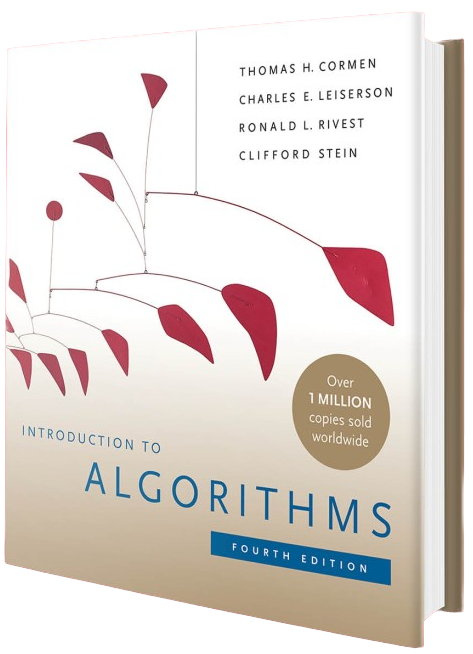 THOMAS H. CORMEN
CHARLES E. LEISERSON
RONALD L. RIVEST
CLIFFORD STEIN
Over
1 MILLION
copies sold
worldwide
INTRODUCTION TO
ALGORITHMS
FOURTH EDITION